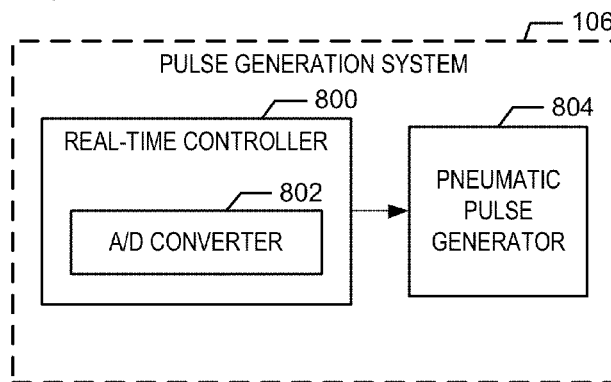 106
PULSE GENERATION SYSTEM
800
REAL-TIME CONTROLLER
802
A/D CONVERTER
804
PNEUMATIC
PULSE
GENERATOR